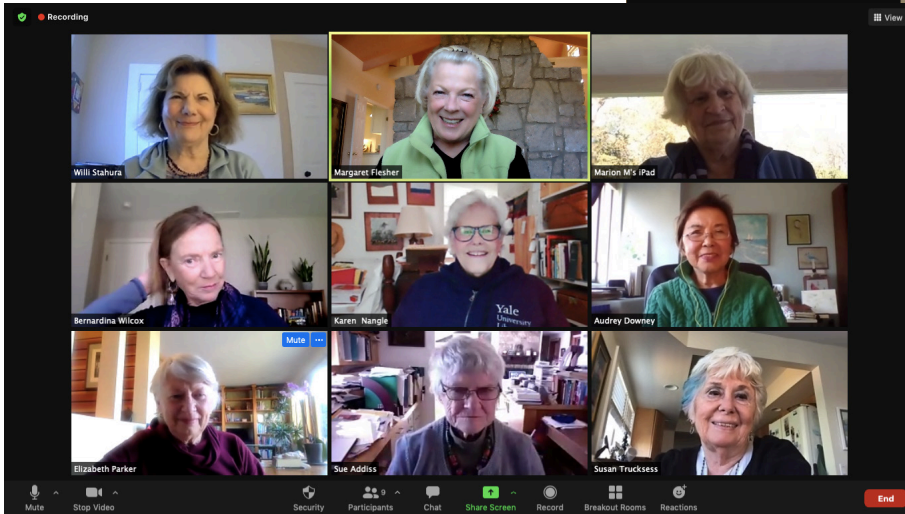 Recording
View
Willi Stahura
Margaret Flesher
Marion M's iPad
Bernardina Wilcox
Karen Nangle
Yale
University
Audrey Downey
Mute
Elizabeth Parker
Sue Addiss
Susan Trucksess
9
Mute
Stop Video
Security
Participants
Chat
Share Screen
Record
Breakout Rooms
Reactions
End